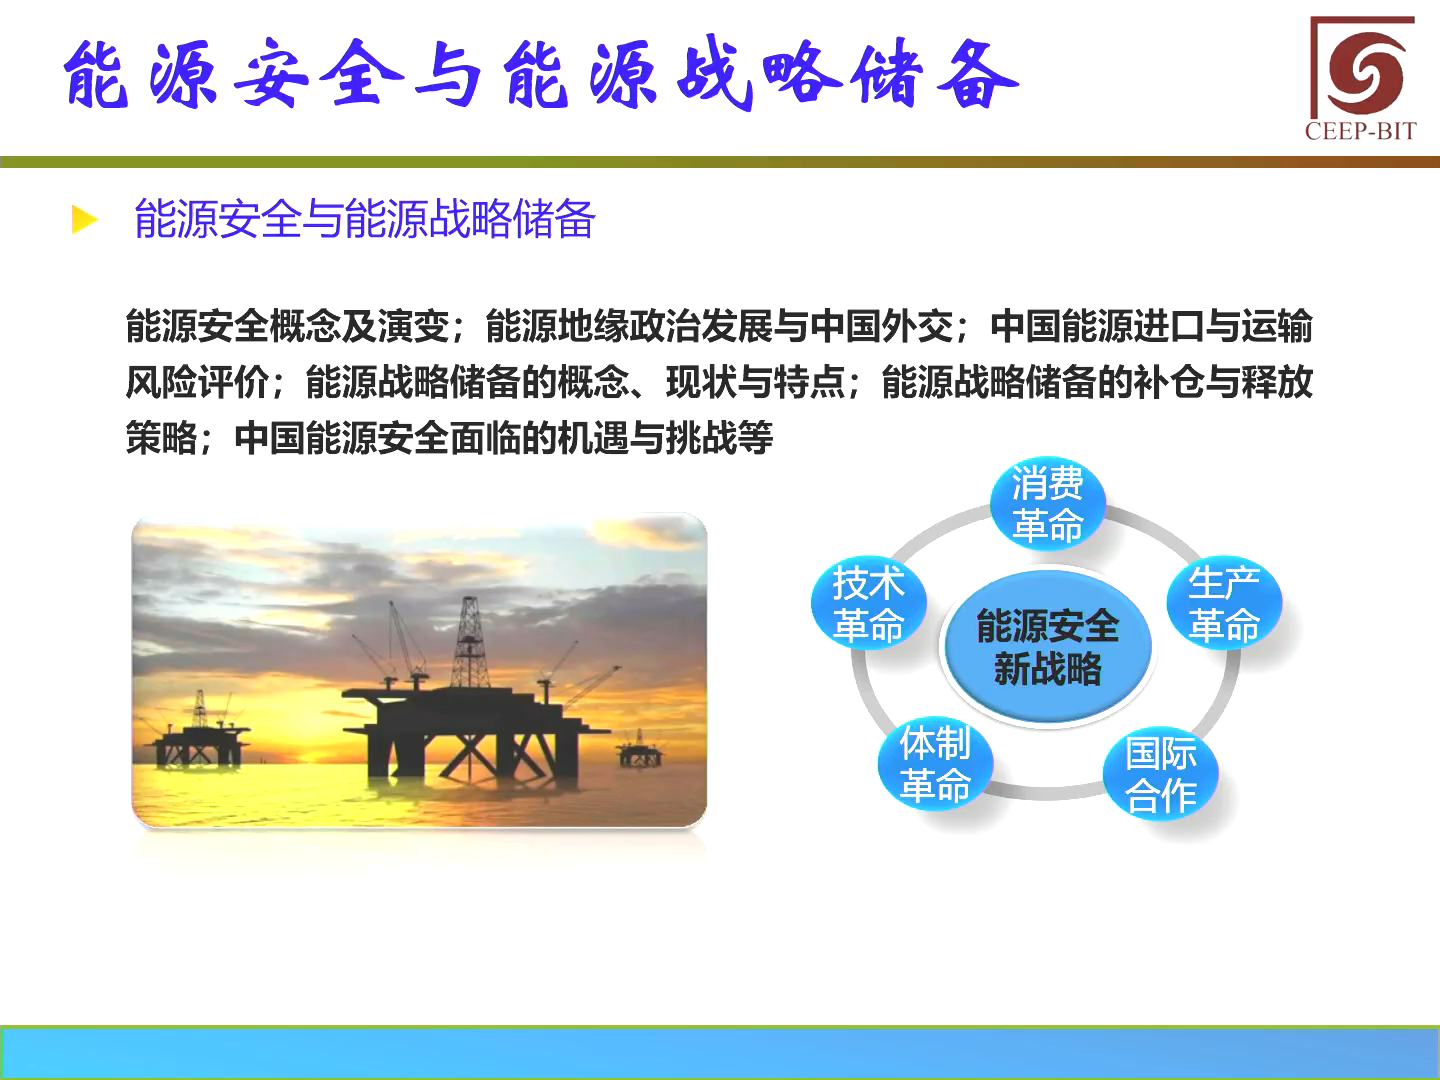 能源安全与能源战略储备
CEEP-BIT
能源安全与能源战略储备
能源安全概念及演变；能源地缘政治发展与中国外交；中国能源进口与运输
风险评价；能源战略储备的概念、现状与特点；能源战略储备的补仓与释放
策略；中国能源安全面临的机遇与挑战等
消费
革命
技术
革命
生产
革命
能源安全
新战略
体制
革命
国际
合作